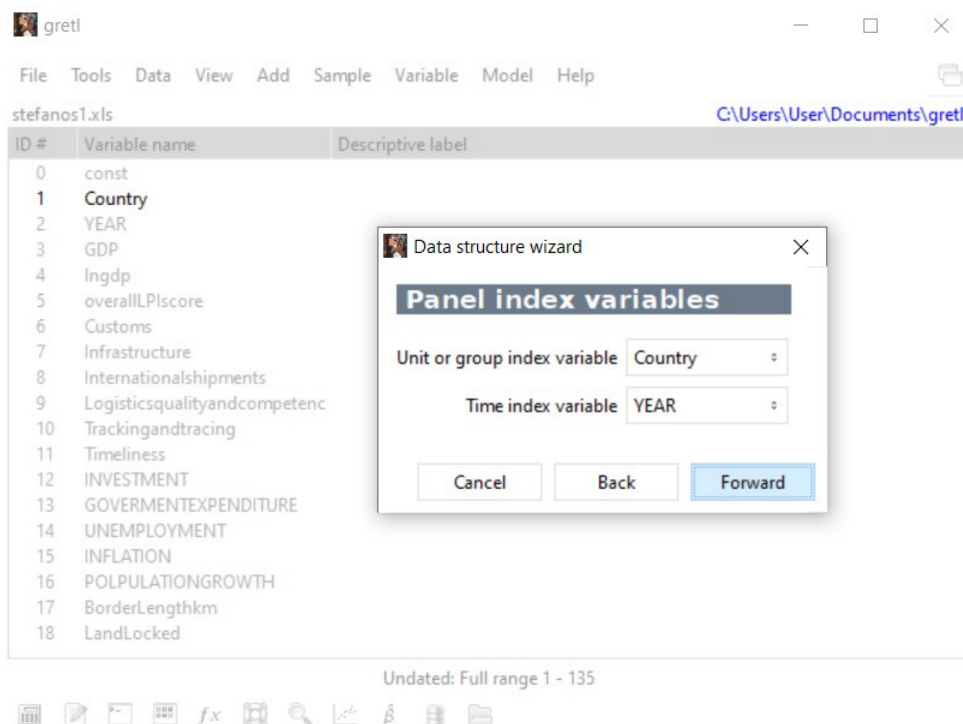 gretl
File Tools Data View Add Sample Variable Model Help
stefanos1.xls C:\Users\User\Documents\gretl
ID # Variable name Descriptive label
0 const
1 Country
2 YEAR
3 GDP
4 lngdp
5 overallLPIscore
6 Customs
7 Infrastructure
8 Internationalshipments
9 Logisticsqualityandcompetenc
10 Trackingandtracing
11 Timeliness
12 INVESTMENT
13 GOVERMENTEXPENDITURE
14 UNEMPLOYMENT
15 INFLATION
16 POLPULATIONGROWTH
17 BorderLengthkm
18 LandLocked
Data structure wizard
Panel index variables
Unit or group index variable Country
Time index variable YEAR
Cancel Back Forward
Undated: Full range 1 - 135
fx β̂